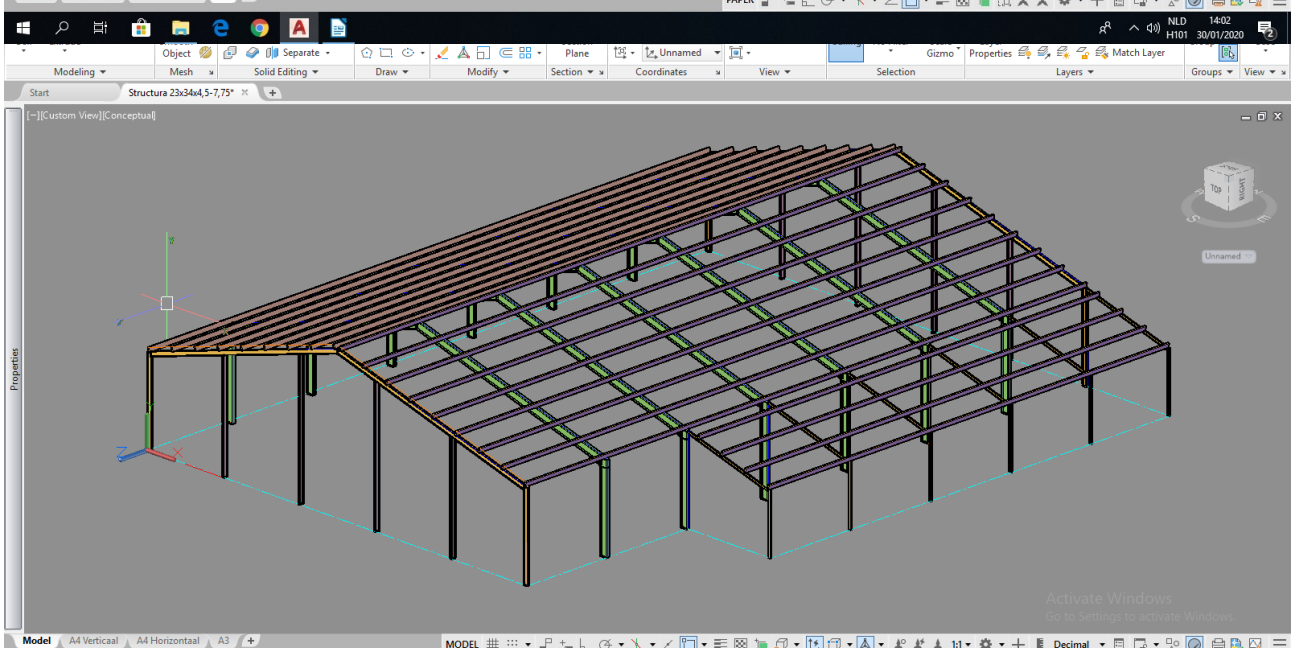 PAPER
NLD 14:02
H101 30/01/2020
2
Object Separate Plane Unnamed Gizmo Properties Match Layer
Modeling Mesh Solid Editing Draw Modify Section Coordinates View Selection Layers Groups View
Start Structura 23x34x4,5-7,75*
[−][Custom View][Conceptual]
TOP RIGHT
S E
Unnamed
Y
X
Z X
Properties
Activate Windows
Go to Settings to activate Windows.
Model A4 Verticaal A4 Horizontaal A3 MODEL 1:1 Decimal